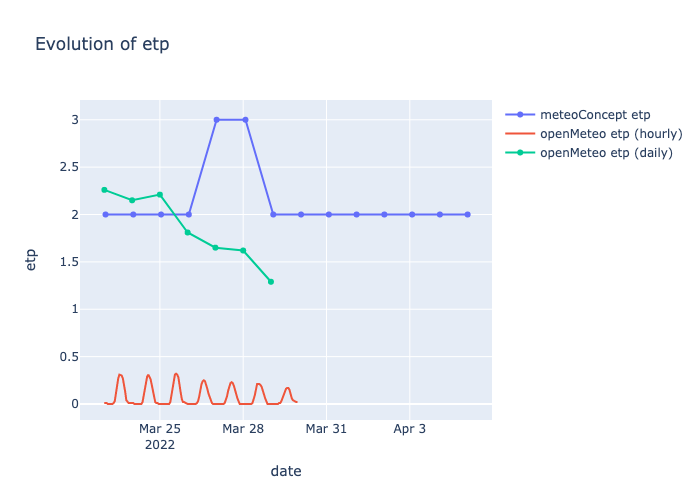 Evolution of etp
meteoConcept etp
openMeteo etp (hourly)
openMeteo etp (daily)
3
2.5
2
1.5
1
0.5
0
etp
Mar 25
2022
Mar 28
Mar 31
Apr 3
date